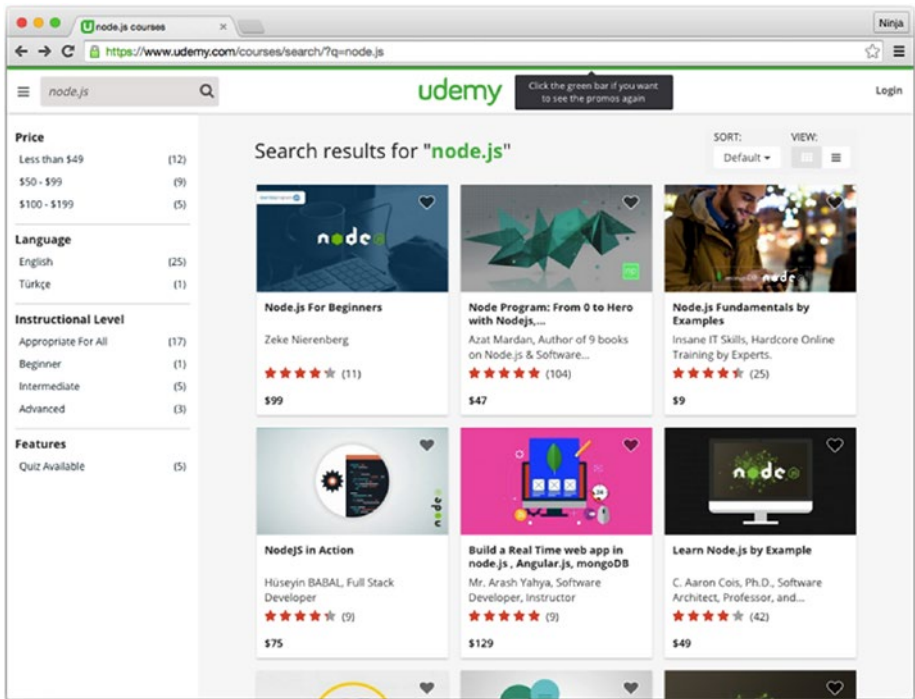 node.js courses
Ninja
https://www.udemy.com/courses/search/?q=node.js
node.js
udemy
Click the green bar if you want
to see the promos again
Login
Price
Less than $49 (12)
$50 - $99 (9)
$100 - $199 (5)
Language
English (25)
Türkçe (1)
Instructional Level
Appropriate For All (17)
Beginner (1)
Intermediate (5)
Advanced (3)
Features
Quiz Available (5)
Search results for "node.js"
SORT:
Default
VIEW:
node
Node.js For Beginners
Zeke Nierenberg
(11)
$99
Node Program: From 0 to Hero
with Nodejs,...
Azat Mardan, Author of 9 books
on Node.js & Software...
(104)
$47
mongoDB node
Node.js Fundamentals by
Examples
Insane IT Skills, Hardcore Online
Training by Experts.
(25)
$9
node
NodeJS in Action
Hüseyin BABAL, Full Stack
Developer
(9)
$75
Build a Real Time web app in
node.js , Angular.js, mongoDB
Mr. Arash Yahya, Software
Developer, Instructor
(9)
$129
node
Learn Node.js by Example
C. Aaron Cois, Ph.D., Software
Architect, Professor, and...
(42)
$49